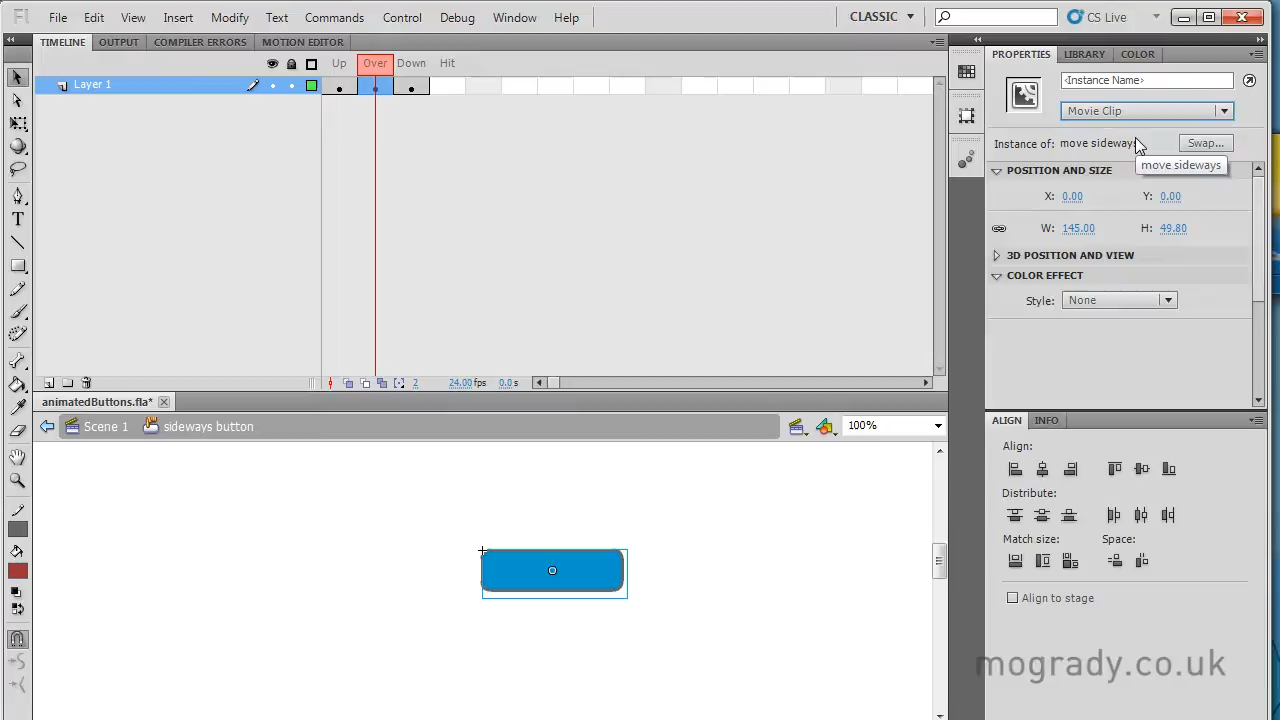 Fl File Edit View Insert Modify Text Commands Control Debug Window Help CLASSIC CS Live
TIMELINE OUTPUT COMPILER ERRORS MOTION EDITOR
Up Over Down Hit
Layer 1
2 24.00fps 0.0s
animatedButtons.fla*
Scene 1 sideways button 100%
PROPERTIES LIBRARY COLOR
<Instance Name>
Movie Clip
Instance of: move sideways Swap...
move sideways
POSITION AND SIZE
X: 0.00 Y: 0.00
W: 145.00 H: 49.80
3D POSITION AND VIEW
COLOR EFFECT
Style: None
ALIGN INFO
Align:
Distribute:
Match size: Space:
Align to stage
mogrady.co.uk